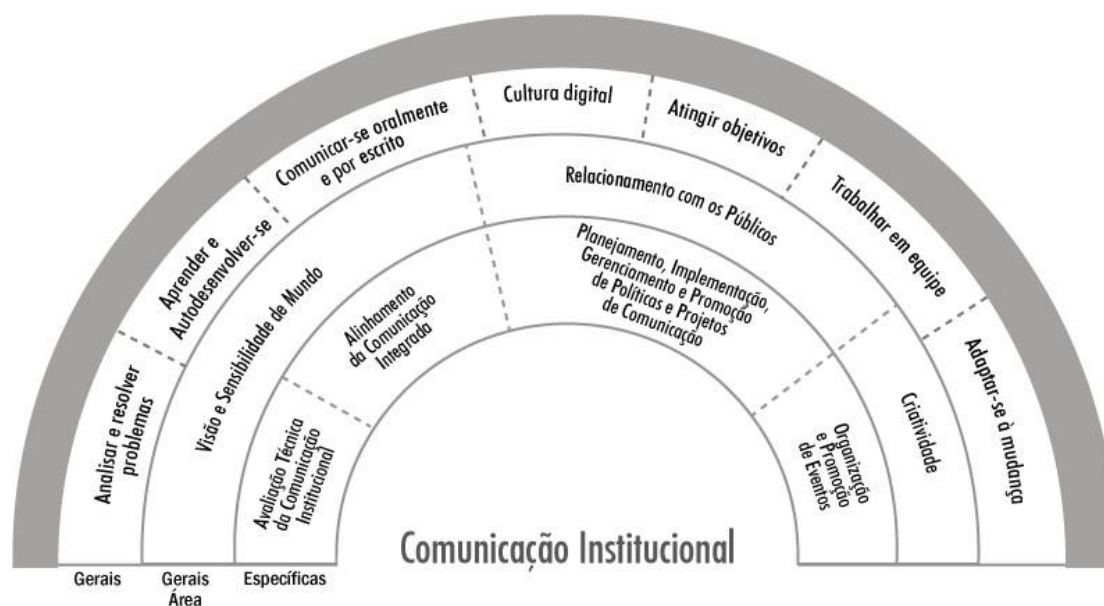 Analisar e resolver
problemas
Aprender e
Autodesenvolver-se
Comunicar-se oralmente
e por escrito
Cultura digital
Atingir objetivos
Trabalhar em equipe
Adaptar-se à mudança
Visão e Sensibilidade de Mundo
Relacionamento com os Públicos
Criatividade
Avaliação Técnica
da Comunicação
Institucional
Alinhamento
da Comunicação
Integrada
Planejamento, Implementação,
Gerenciamento e Promoção
de Políticas e Projetos
de Comunicação
Organização
e Promoção
de Eventos
Comunicação Institucional
Gerais
Gerais
Área
Específicas